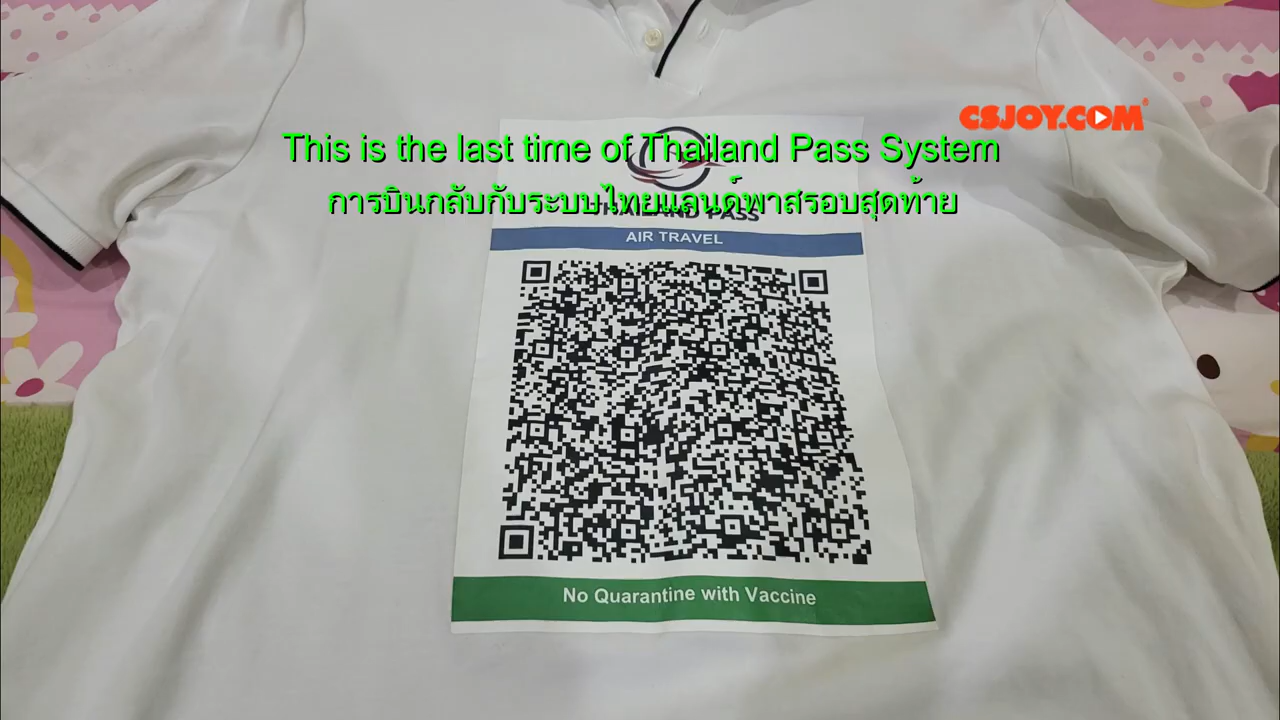 CSJOY.COM
This is the last time of Thailand Pass System
การบินกลับกับระบบไทยแลนด์พาสรอบสุดท้าย
THAILAND PASS
AIR TRAVEL
No Quarantine with Vaccine